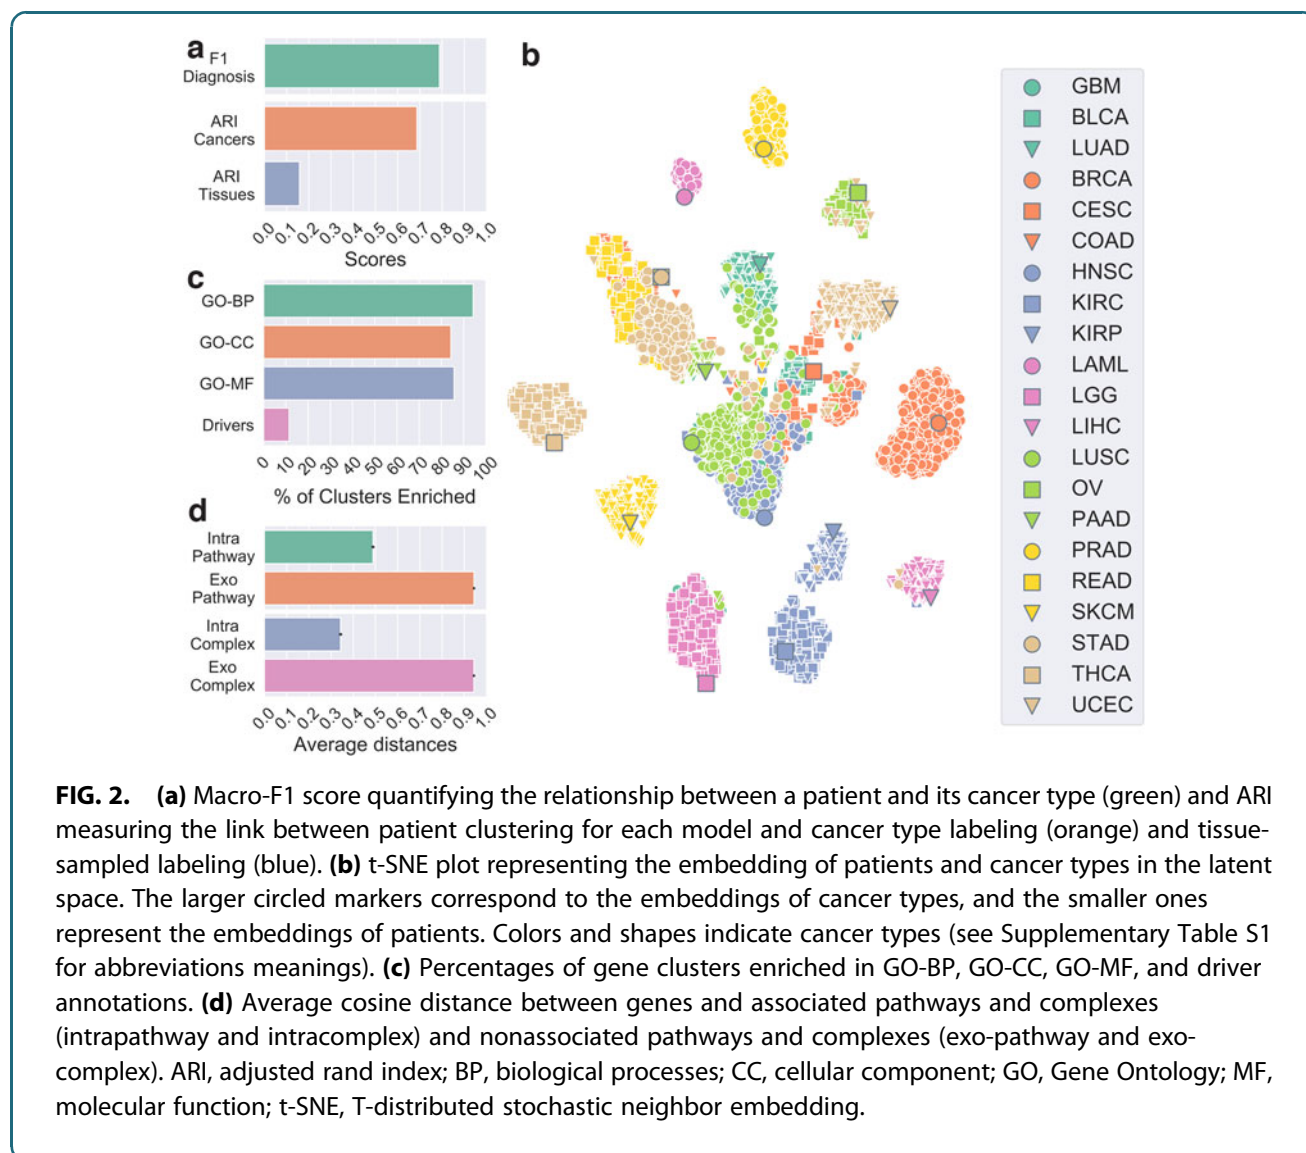 a
F1
Diagnosis
ARI
Cancers
ARI
Tissues
0.0 0.1 0.2 0.3 0.4 0.5 0.6 0.7 0.8 0.9 1.0
Scores
c
GO-BP
GO-CC
GO-MF
Drivers
0 10 20 30 40 50 60 70 80 90 100
% of Clusters Enriched
d
Intra
Pathway
Exo
Pathway
Intra
Complex
Exo
Complex
0.0 0.1 0.2 0.3 0.4 0.5 0.6 0.7 0.8 0.9 1.0
Average distances
b
GBM
BLCA
LUAD
BRCA
CESC
COAD
HNSC
KIRC
KIRP
LAML
LGG
LIHC
LUSC
OV
PAAD
PRAD
READ
SKCM
STAD
THCA
UCEC
FIG. 2. (a) Macro-F1 score quantifying the relationship between a patient and its cancer type (green) and ARI
measuring the link between patient clustering for each model and cancer type labeling (orange) and tissue-
sampled labeling (blue). (b) t-SNE plot representing the embedding of patients and cancer types in the latent
space. The larger circled markers correspond to the embeddings of cancer types, and the smaller ones
represent the embeddings of patients. Colors and shapes indicate cancer types (see Supplementary Table S1
for abbreviations meanings). (c) Percentages of gene clusters enriched in GO-BP, GO-CC, GO-MF, and driver
annotations. (d) Average cosine distance between genes and associated pathways and complexes
(intrapathway and intracomplex) and nonassociated pathways and complexes (exo-pathway and exo-
complex). ARI, adjusted rand index; BP, biological processes; CC, cellular component; GO, Gene Ontology; MF,
molecular function; t-SNE, T-distributed stochastic neighbor embedding.